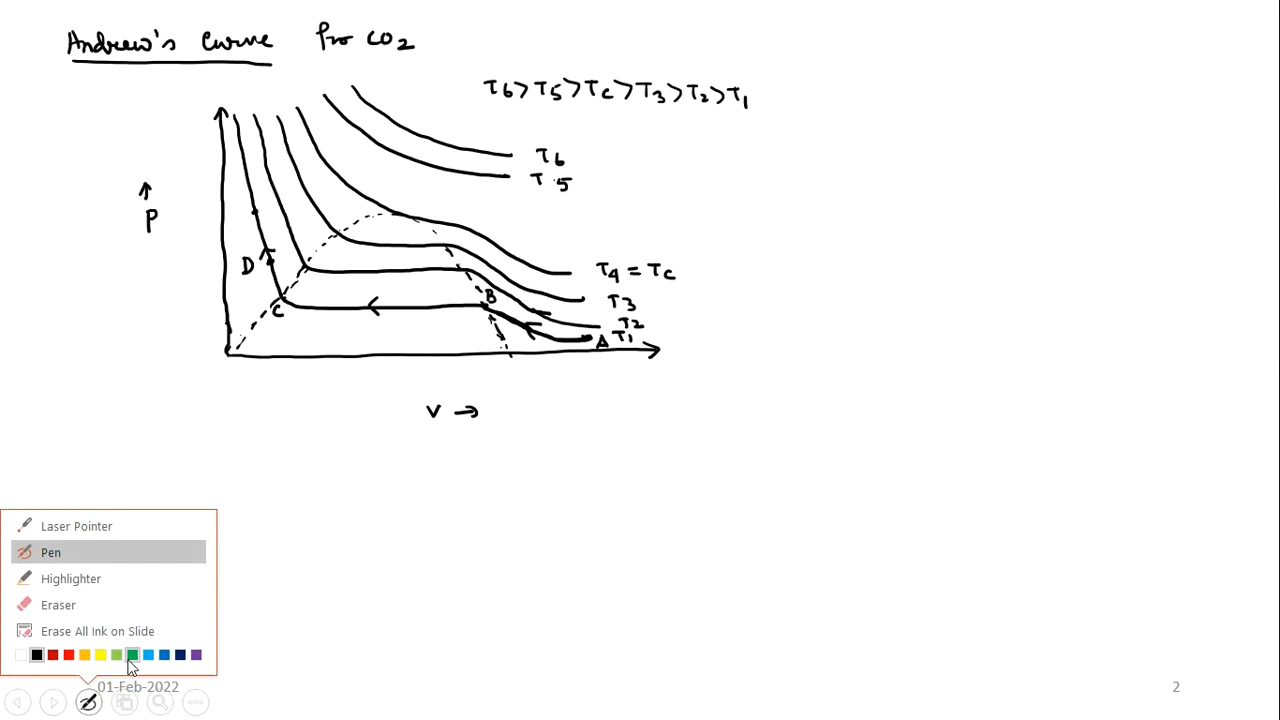 Andrew's Curve for CO2
T6 > T5 > Tc > T3 > T2 > T1
T6
T5
↑
P
D
T4 = Tc
B
T3
C
T2
A T1
V →
Laser Pointer
Pen
Highlighter
Eraser
Erase All Ink on Slide
01-Feb-2022
2